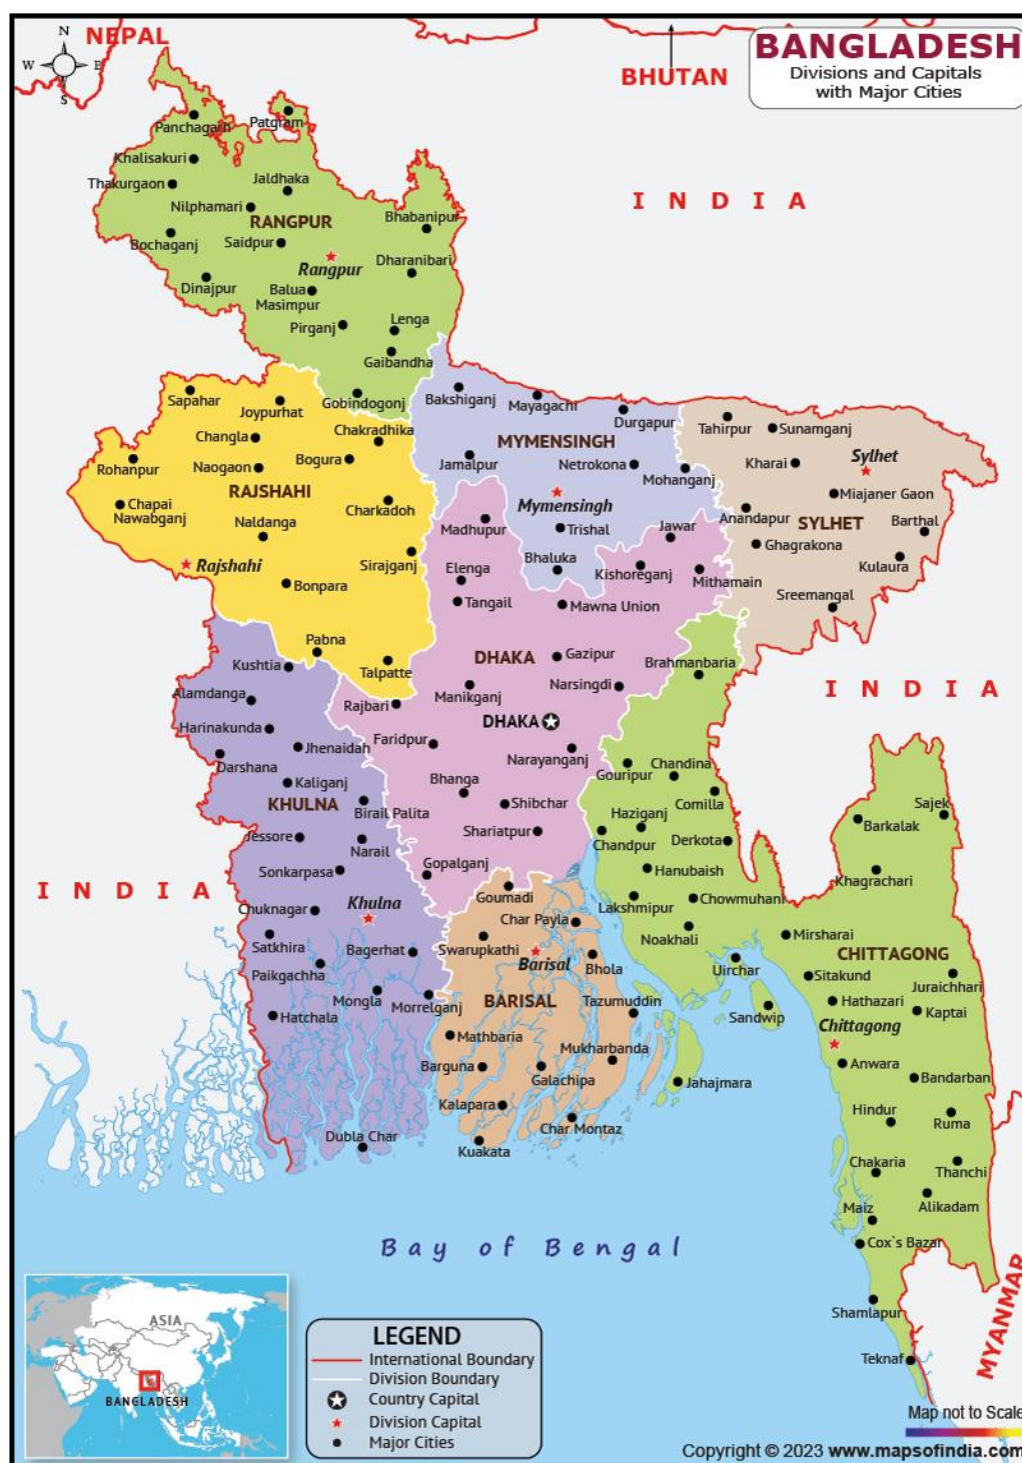 N
W E
S
NEPAL
BHUTAN
BANGLADESH
Divisions and Capitals
with Major Cities
I N D I A
Panchagarh
Patgram
Khalisakuri
Thakurgaon
Jaldhaka
Nilphamari
RANGPUR
Bhabanipur
Bochaganj
Saidpur
Rangpur
Dharanibari
Dinajpur
Balua
Masimpur
Pirganj
Lenga
Gaibandha
Gobindogonj
Sapahar
Joypurhat
Changla
Chakradhika
Rohanpur
Naogaon
Bogura
RAJSHAHI
Chapai
Nawabganj
Naldanga
Charkadoh
Rajshahi
Sirajganj
Bonpara
Pabna
Talpatte
Bakshiganj
Mayagachi
Durgapur
MYMENSINGH
Jamalpur
Netrokona
Mohanganj
Mymensingh
Trishal
Bhaluka
Tahirpur
Sunamganj
Kharai
Sylhet
Miajaner Gaon
Anandapur
SYLHET
Barthal
Ghagrakona
Kulaura
Sreemangal
Madhupur
Jawar
Elenga
Kishoreganj
Mithamain
Tangail
Mawna Union
DHAKA
Gazipur
Manikganj
Narsingdi
Rajbari
DHAKA
Faridpur
Narayanganj
Bhanga
Shibchar
Shariatpur
Gopalganj
I N D I A
Kushtia
Alamdanga
Harinakunda
Jhenaidah
Darshana
Kaliganj
KHULNA
Birail Palita
Jessore
Narail
Sonkarpasa
Khulna
Chuknagar
Satkhira
Bagerhat
Paikgachha
Mongla
Morrelganj
Hatchala
Dubla Char
I N D I A
Goumadi
Char Payla
Swarupkathi
Barisal
Bhola
BARISAL
Tazumuddin
Mathbaria
Mukharbanda
Barguna
Galachipa
Kalapara
Char Montaz
Kuakata
Brahmanbaria
Gouripur
Chandina
Comilla
Haziganj
Chandpur
Derkota
Hanubaish
Lakshmipur
Chowmuhani
Noakhali
Uirchar
Sandwip
Jahajmara
Sajek
Barkalak
Khagrachari
Mirsharai
CHITTAGONG
Sitakund
Juraichhari
Hathazari
Kaptai
Chittagong
Anwara
Bandarban
Hindur
Ruma
Chakaria
Thanchi
Maiz
Alikadam
Cox`s Bazar
Shamlapur
Teknaf
MYANMAR
Bay of Bengal
ASIA
BANGLADESH
LEGEND
International Boundary
Division Boundary
Country Capital
Division Capital
Major Cities
Map not to Scale
Copyright © 2023 www.mapsofindia.com